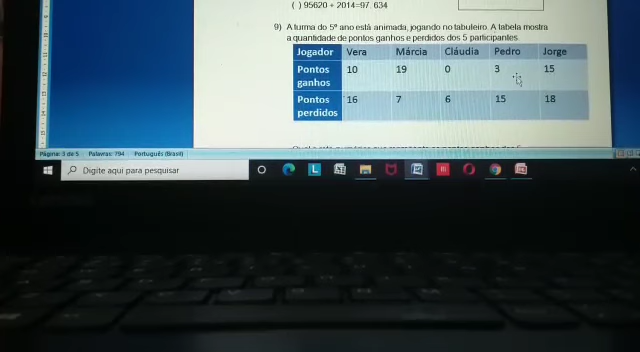 ( ) 95620 + 2014=97. 634
9) A turma do 5º ano está animada, jogando no tabuleiro. A tabela mostra
a quantidade de pontos ganhos e perdidos dos 5 participantes.
Jogador Vera Márcia Cláudia Pedro Jorge
Pontos ganhos 10 19 0 3 15
Pontos perdidos 16 7 6 15 18
Página: 3 de 5 Palavras: 794 Português (Brasil)
Digite aqui para pesquisar